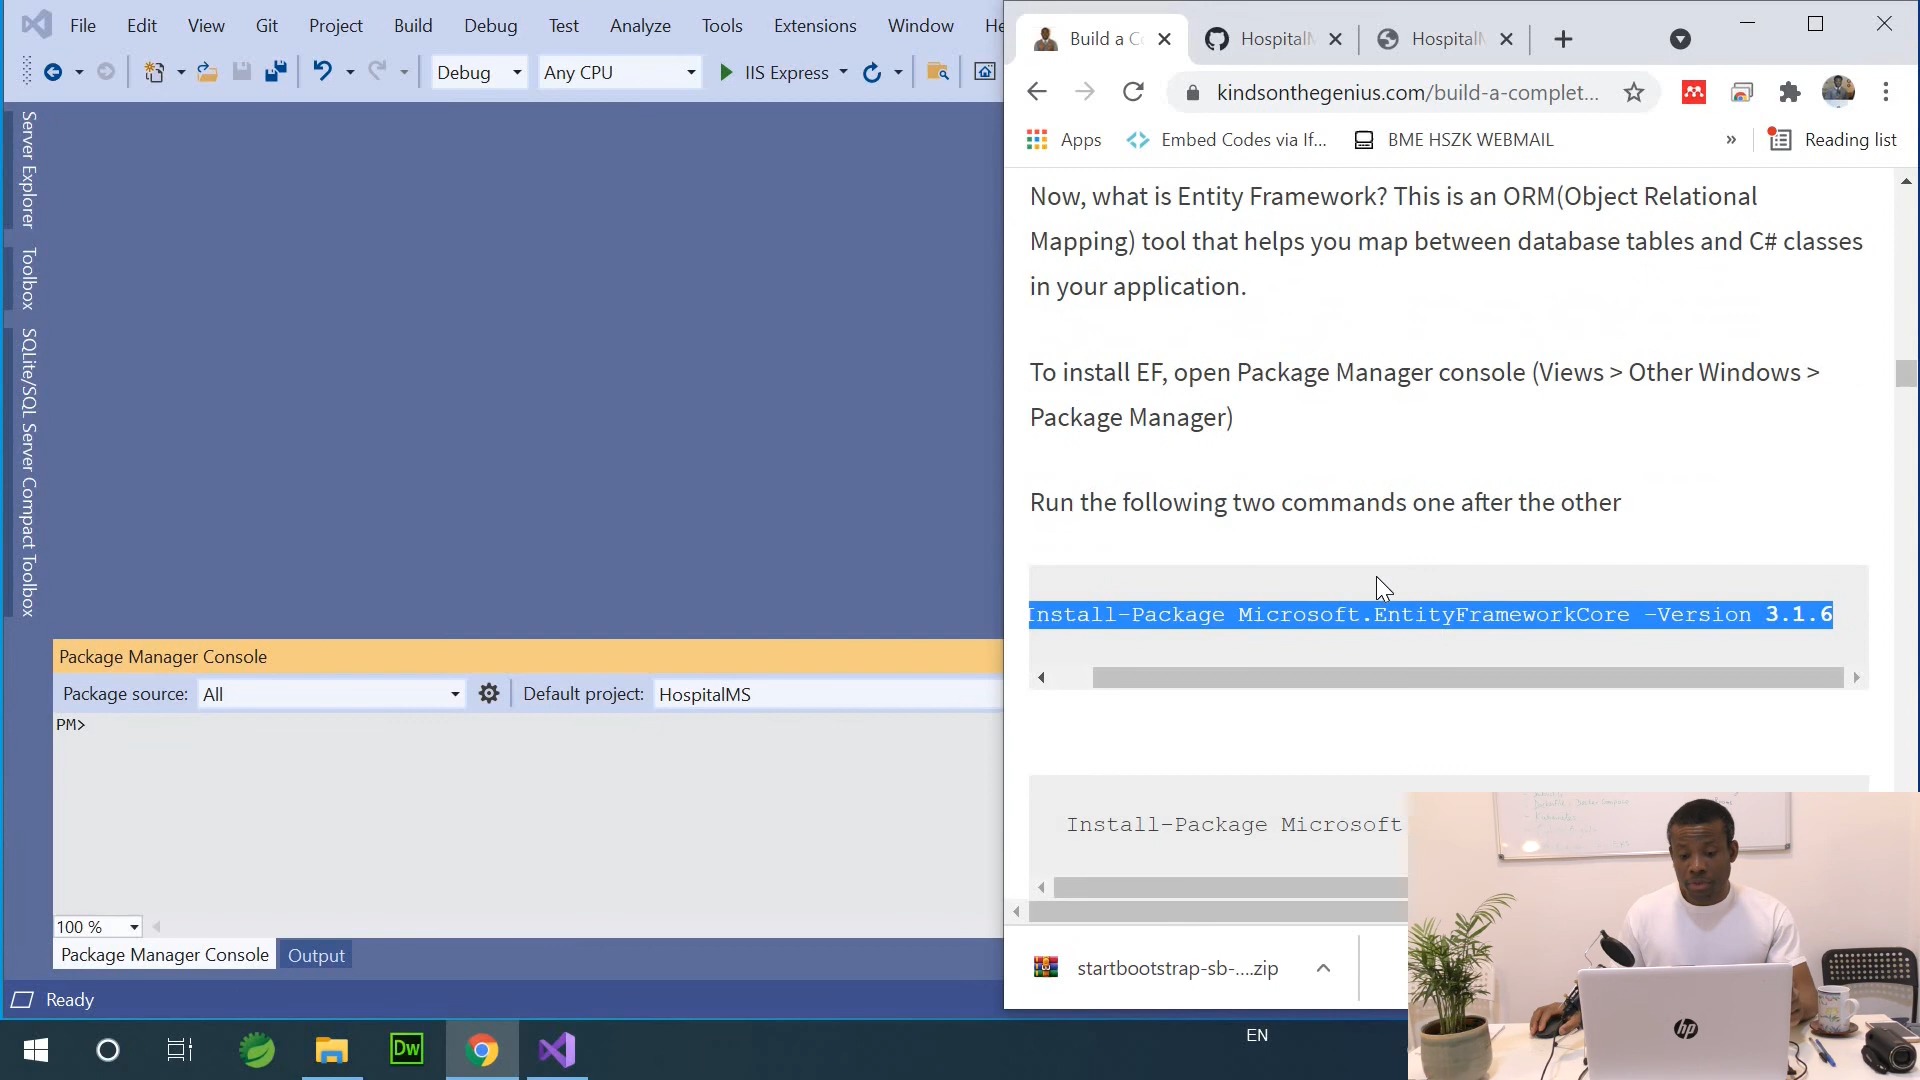 File Edit View Git Project Build Debug Test Analyze Tools Extensions Window He
Debug Any CPU IIS Express
Server Explorer
Toolbox
SQLite/SQL Server Compact Toolbox
Package Manager Console
Package source: All Default project: HospitalMS
PM>
100 %
Package Manager Console Output
Ready
Build a Co HospitalM HospitalM
kindsonthegenius.com/build-a-complet...
Apps Embed Codes via If... BME HSZK WEBMAIL » Reading list
Now, what is Entity Framework? This is an ORM(Object Relational
Mapping) tool that helps you map between database tables and C# classes
in your application.
To install EF, open Package Manager console (Views > Other Windows >
Package Manager)
Run the following two commands one after the other
Install-Package Microsoft.EntityFrameworkCore -Version 3.1.6
Install-Package Microsoft
startbootstrap-sb-....zip
Dw
EN
hp